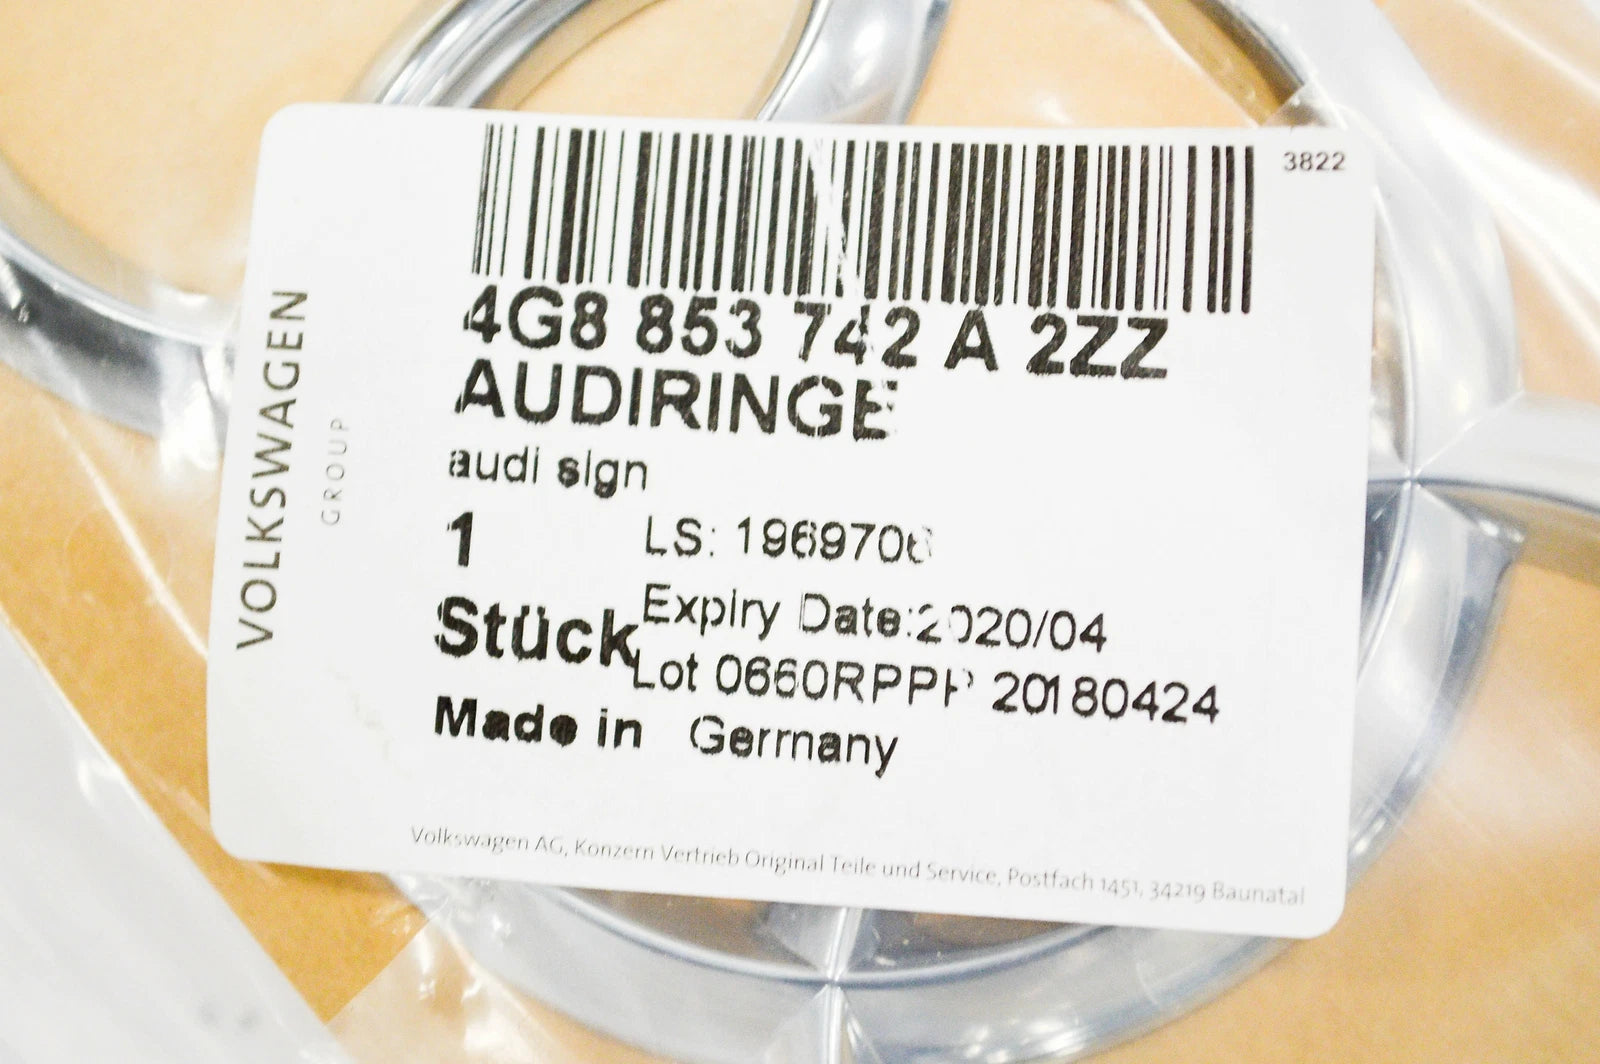 3822
4G8 853 742 A 2ZZ
AUDIRINGE
audi sign
1
LS:
Stück
Expiry Date:2020/04
Lot 0660RPPP 20180424
Made in Germany
VOLKSWAGEN
GROUP
Volkswagen AG, Konzern Vertrieb Original Teile und Service, Postfach 1451, 34219 Baunatal